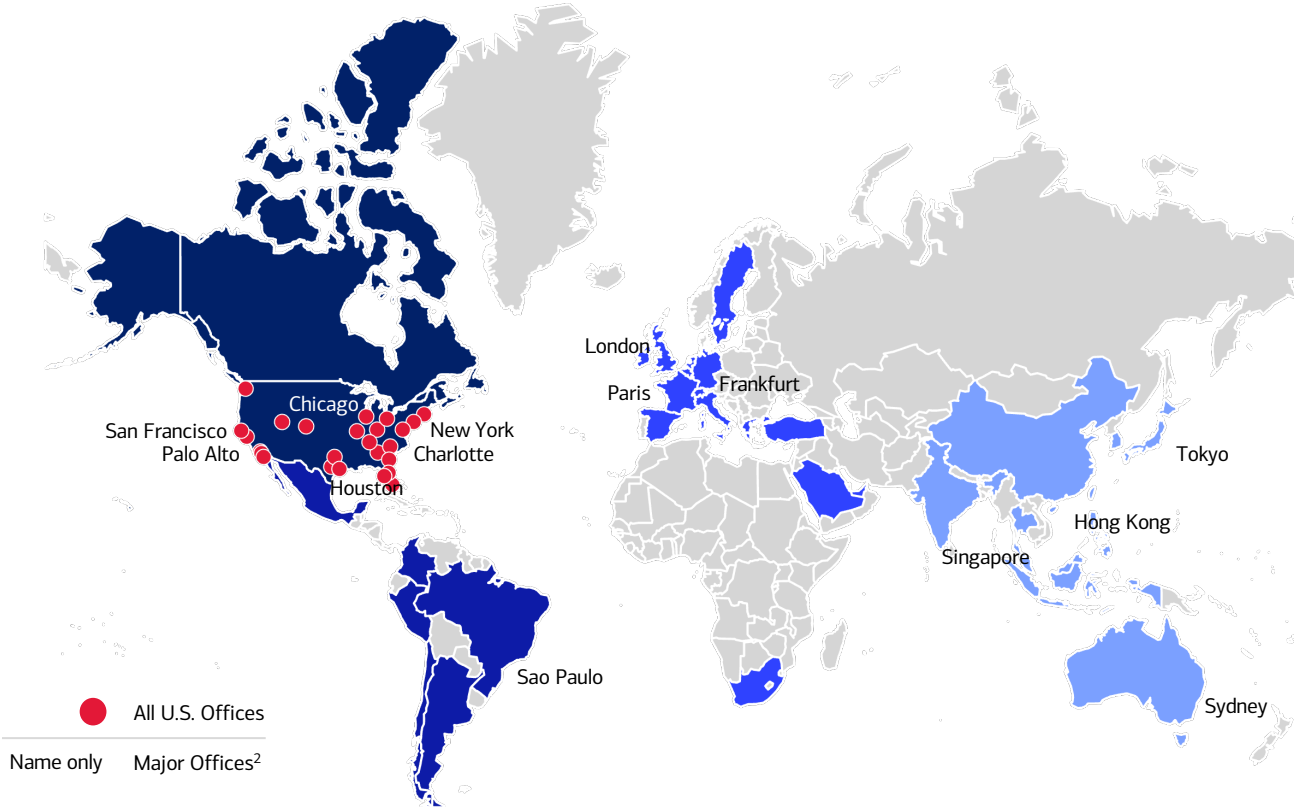 London
Paris
Frankfurt
Chicago
San Francisco
New York
Palo Alto
Charlotte
Tokyo
Houston
Hong Kong
Singapore
Sao Paulo
Sydney
All U.S. Offices
Name only Major Offices²